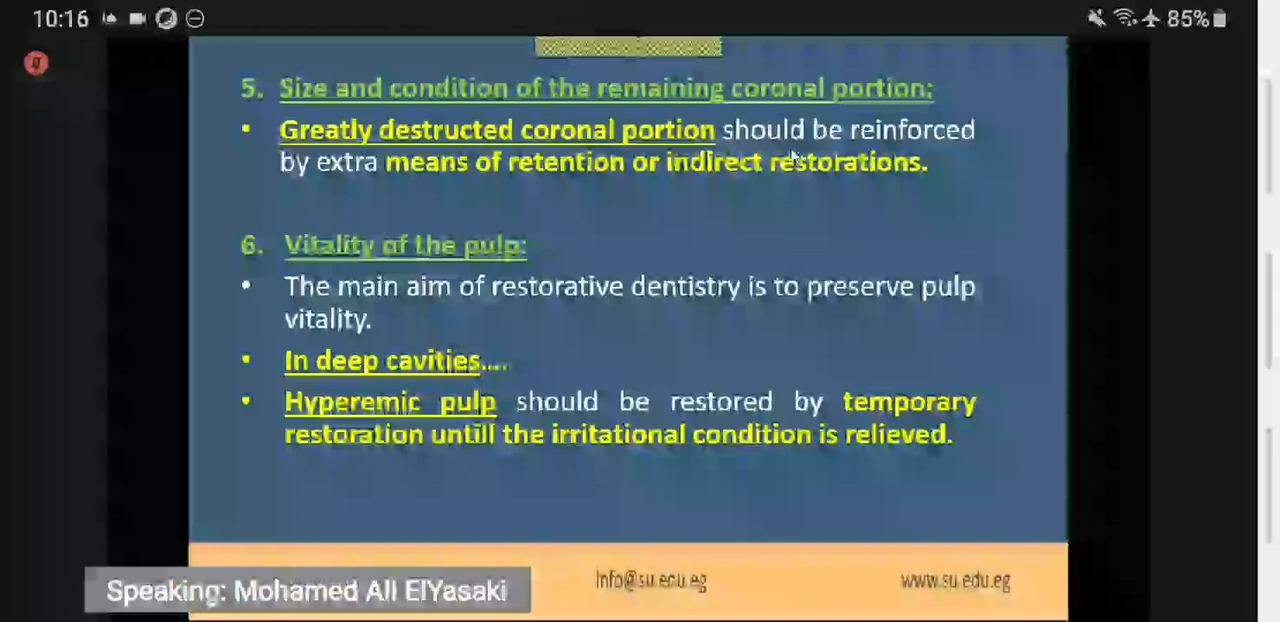 10:16
85%
5. Size and condition of the remaining coronal portion:
• Greatly destructed coronal portion should be reinforced
by extra means of retention or indirect restorations.
6. Vitality of the pulp:
• The main aim of restorative dentistry is to preserve pulp
vitality.
• In deep cavities....
• Hyperemic pulp should be restored by temporary
restoration untill the irritational condition is relieved.
Speaking: Mohamed Ali ElYasaki
Info@su.edu.eg
www.su.edu.eg